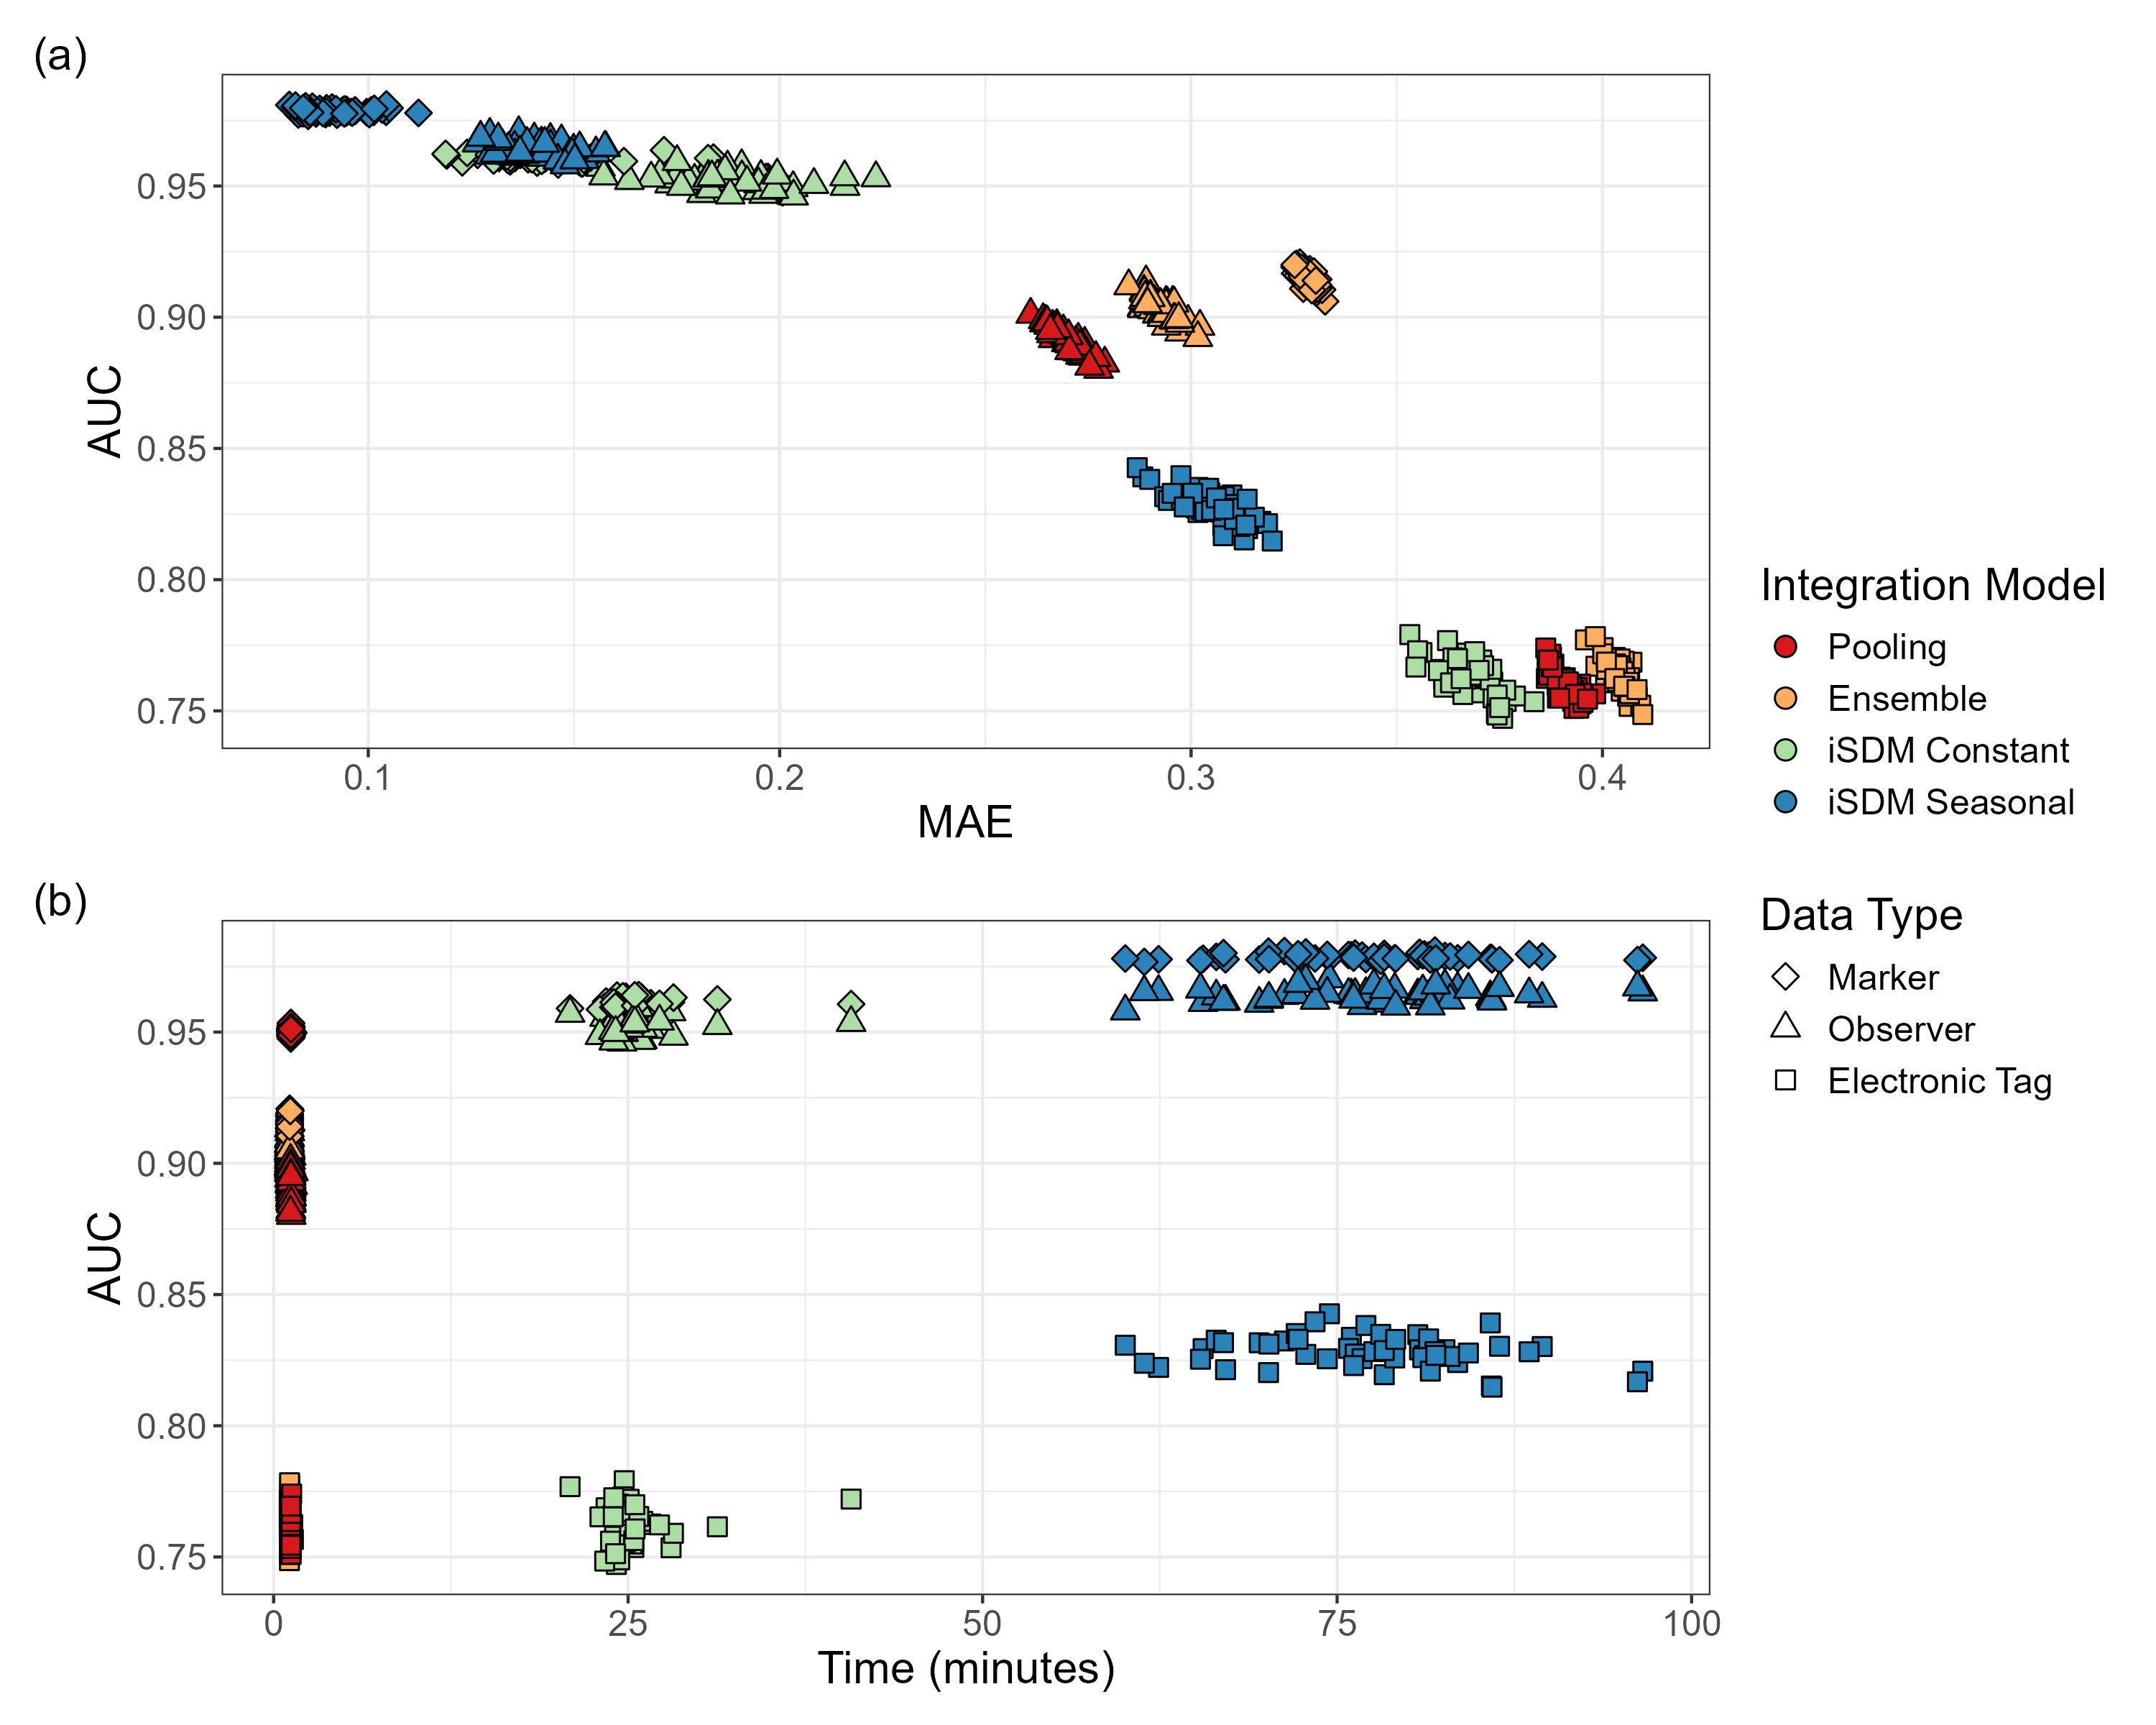 (a)
AUC
0.95
0.90
0.85
0.80
0.75
0.1 0.2 0.3 0.4
MAE
Integration Model
Pooling
Ensemble
iSDM Constant
iSDM Seasonal
Data Type
Marker
Observer
Electronic Tag
(b)
AUC
0.95
0.90
0.85
0.80
0.75
0 25 50 75 100
Time (minutes)